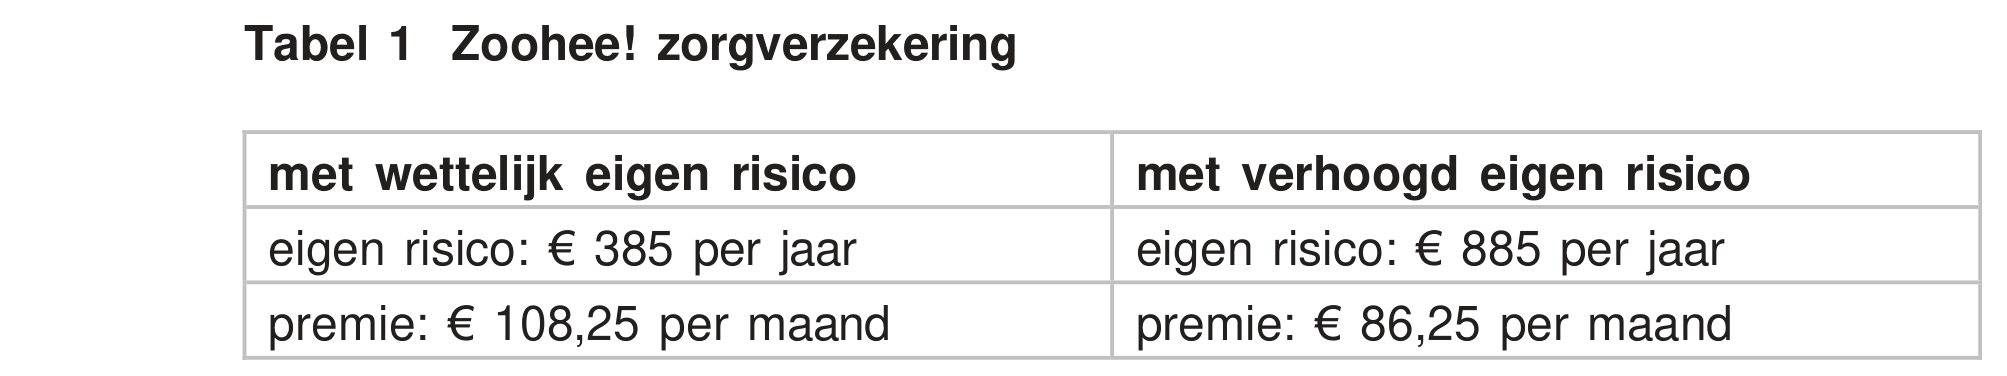 Tabel 1 Zoohee! zorgverzekering
met wettelijk eigen risico met verhoogd eigen risico
eigen risico: € 385 per jaar eigen risico: € 885 per jaar
premie: € 108,25 per maand premie: € 86,25 per maand